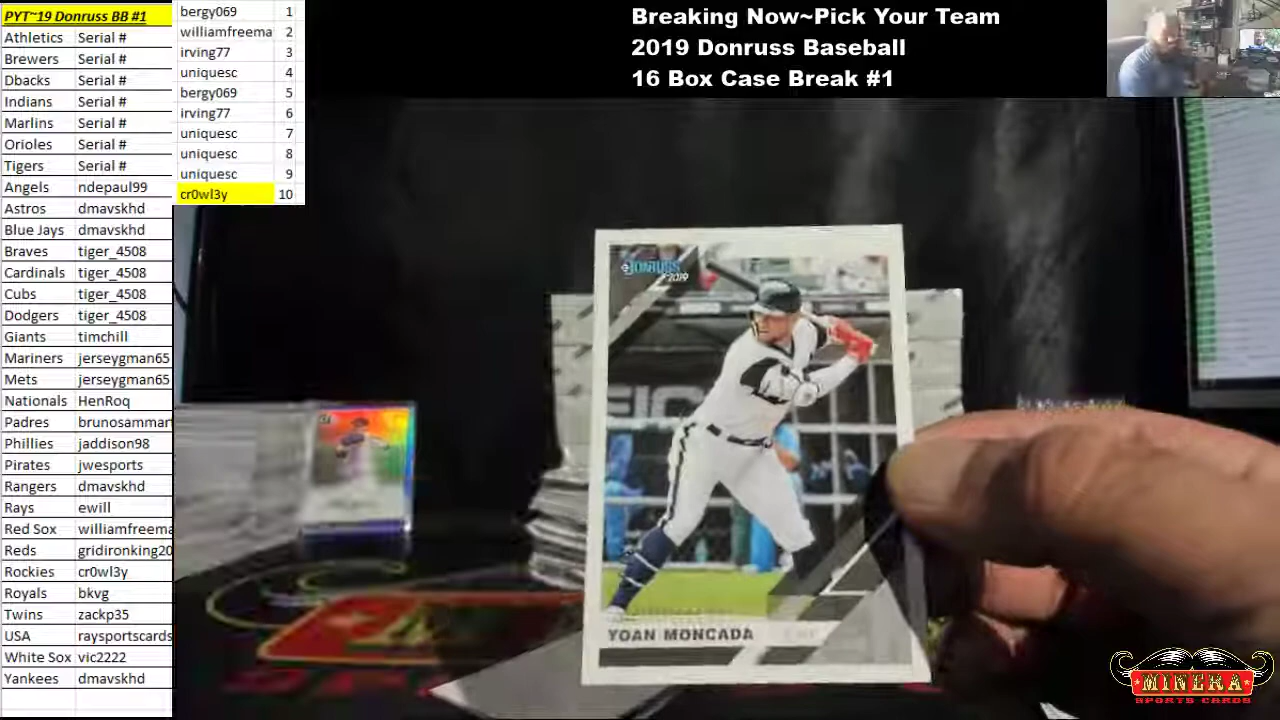 PYT~19 Donruss BB #1
Athletics Serial #
Brewers Serial #
Dbacks Serial #
Indians Serial #
Marlins Serial #
Orioles Serial #
Tigers Serial #
Angels ndepaul99
Astros dmavskhd
Blue Jays dmavskhd
Braves tiger_4508
Cardinals tiger_4508
Cubs tiger_4508
Dodgers tiger_4508
Giants timchill
Mariners jerseygman65
Mets jerseygman65
Nationals HenRoq
Padres brunosammar
Phillies jaddison98
Pirates jwesports
Rangers dmavskhd
Rays ewill
Red Sox williamfreema
Reds gridironking20
Rockies cr0wl3y
Royals bkvg
Twins zackp35
USA raysportscards
White Sox vic2222
Yankees dmavskhd
bergy069 1
williamfreema 2
irving77 3
uniquesc 4
bergy069 5
irving77 6
uniquesc 7
uniquesc 8
uniquesc 9
cr0wl3y 10
Breaking Now~Pick Your Team
2019 Donruss Baseball
16 Box Case Break #1
DONRUSS
2019
GEIC
YOAN MONCADA
MINERA
SPORTS CARDS